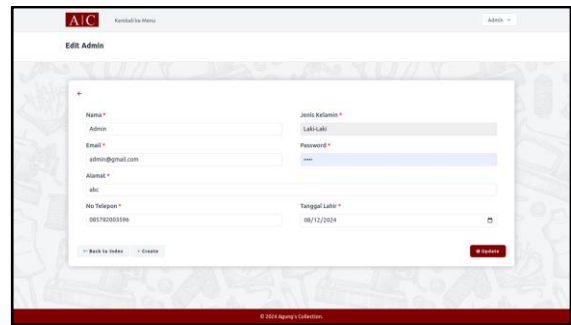 A|C Kembali ke Menu Admin
Edit Admin
←
Nama * Jenis Kelamin *
Admin Laki-Laki
Email * Password *
admin@gmail.com ••••
Alamat *
abc
No Telepon * Tanggal Lahir *
085792003596 08/12/2024
← Back to Index + Create Update
© 2024 Agung's Collection.